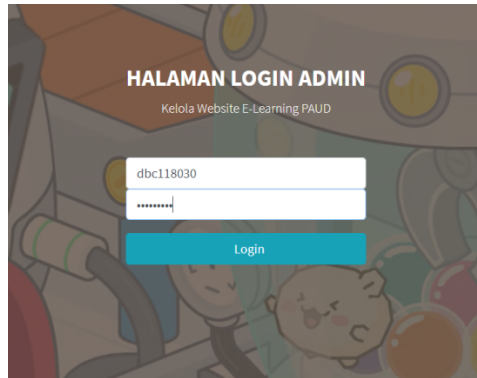 HALAMAN LOGIN ADMIN
Kelola Website E-Learning PAUD
dbc118030
•••••••••
Login